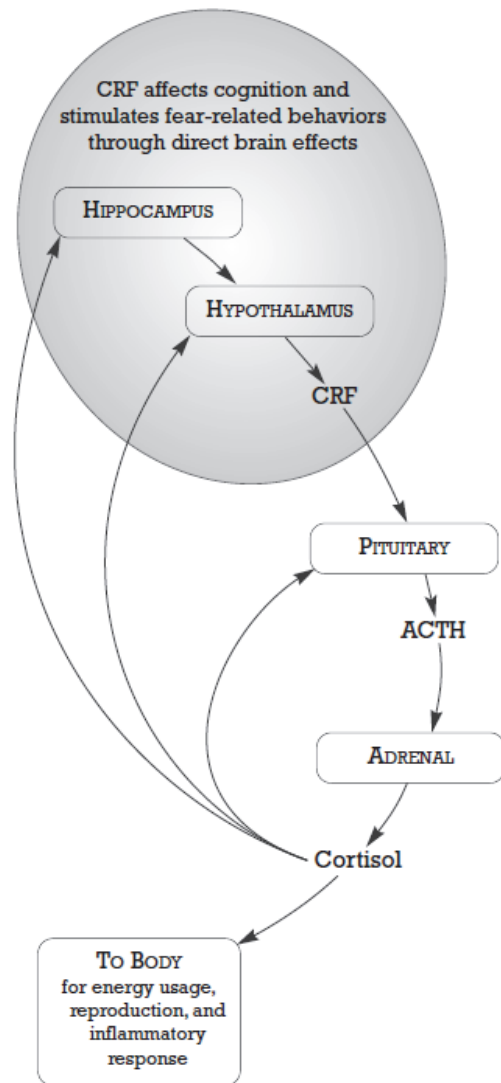 CRF affects cognition and
stimulates fear-related behaviors
through direct brain effects
HIPPOCAMPUS
HYPOTHALAMUS
CRF
PITUITARY
ACTH
ADRENAL
Cortisol
TO BODY
for energy usage,
reproduction, and
inflammatory
response